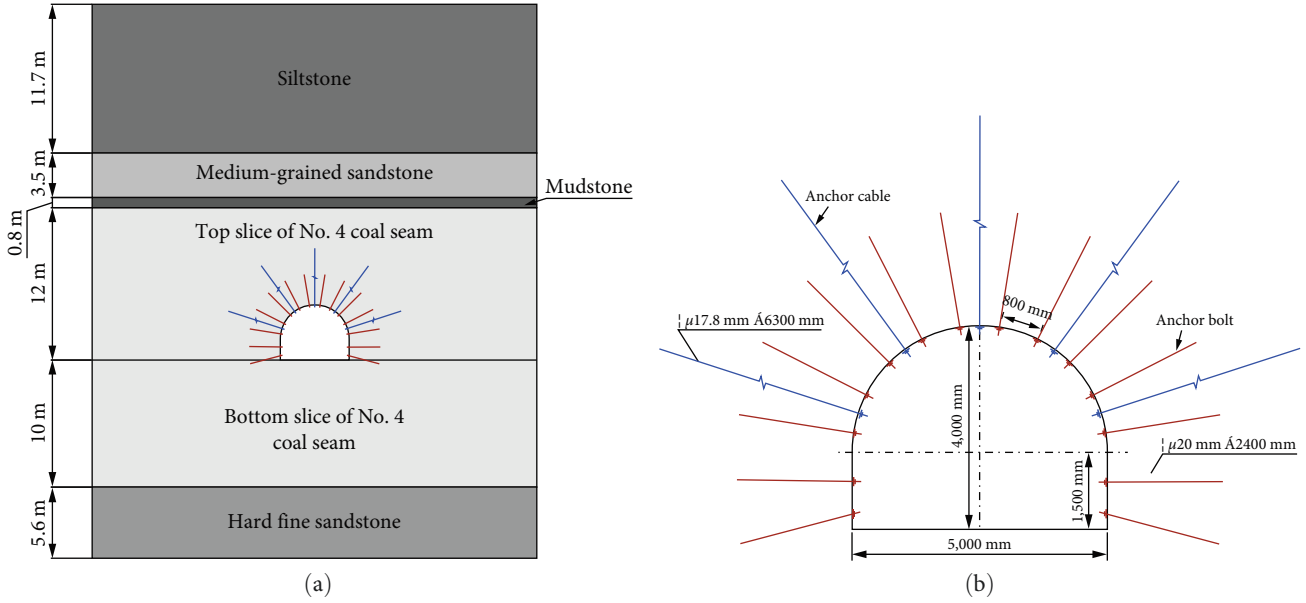 11.7 m
Siltstone
3.5 m
Medium-grained sandstone
Mudstone
0.8 m
12 m
Top slice of No. 4 coal seam
10 m
Bottom slice of No. 4
coal seam
5.6 m
Hard fine sandstone
(a)
Anchor cable
800 mm
¦µ17.8 mm Á6300 mm
Anchor bolt
4,000 mm
¦µ20 mm Á2400 mm
1,500 mm
5,000 mm
(b)